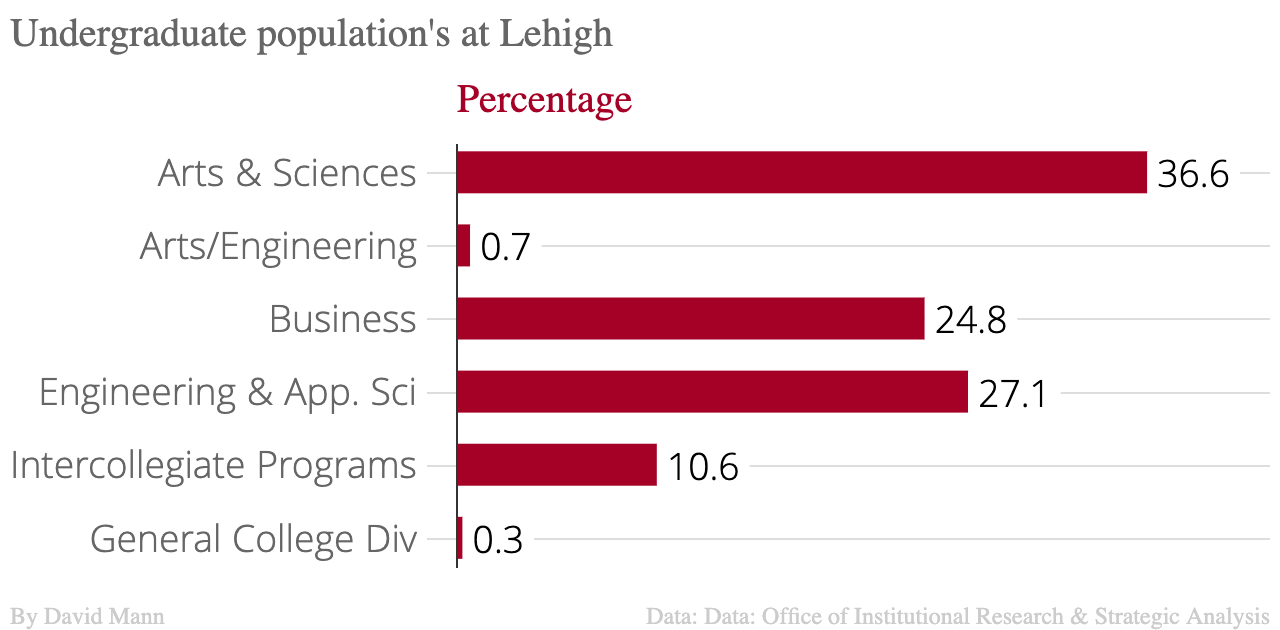 Undergraduate population's at Lehigh
Percentage
Arts & Sciences 36.6
Arts/Engineering 0.7
Business 24.8
Engineering & App. Sci 27.1
Intercollegiate Programs 10.6
General College Div 0.3
By David Mann Data: Data: Office of Institutional Research & Strategic Analysis